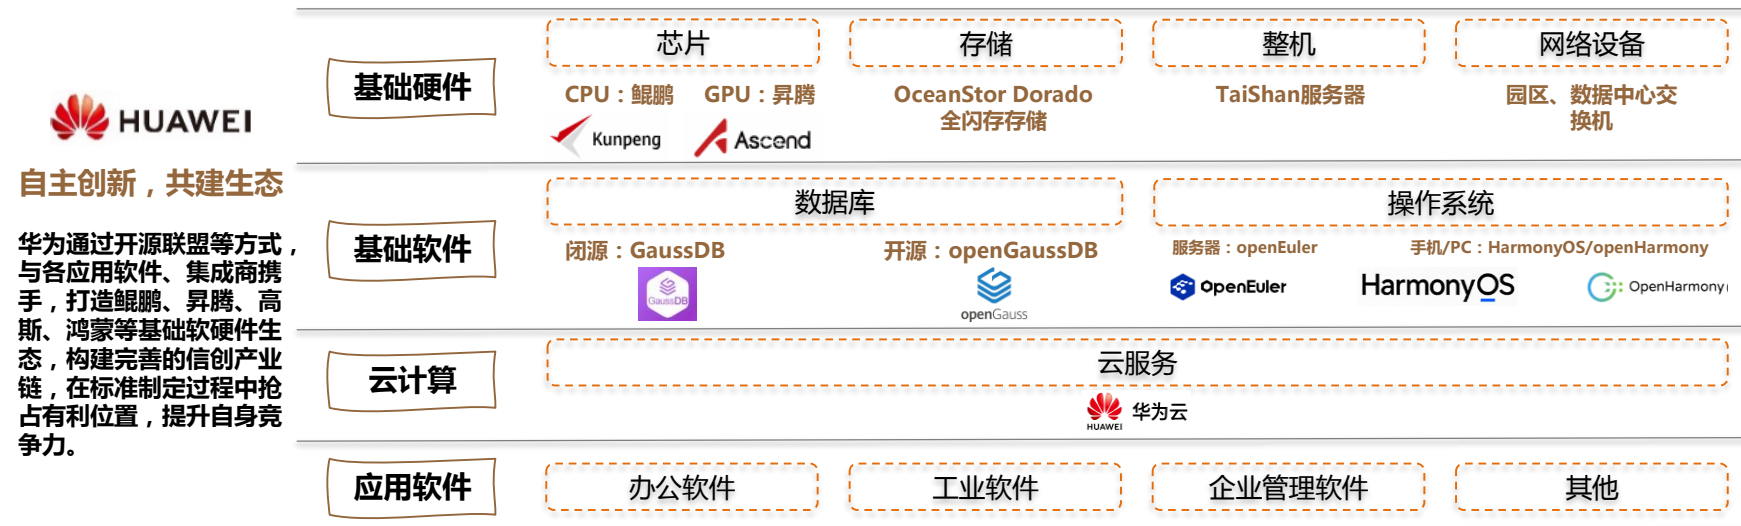 HUAWEI
自主创新，共建生态
华为通过开源联盟等方式，
与各应用软件、集成商携
手，打造鲲鹏、昇腾、高
斯、鸿蒙等基础软硬件生
态，构建完善的信创产业
链，在标准制定过程中抢
占有利位置，提升自身竞
争力。
基础硬件
芯片
CPU：鲲鹏 GPU：昇腾
Kunpeng
Ascend
存储
OceanStor Dorado
全闪存存储
整机
TaiShan服务器
网络设备
园区、数据中心交
换机
基础软件
数据库
闭源：GaussDB
GaussDB
开源：openGaussDB
openGauss
操作系统
服务器：openEuler
OpenEuler
手机/PC：HarmonyOS/openHarmony
HarmonyOS
OpenHarmony
云计算
云服务
HUAWEI
华为云
应用软件
办公软件
工业软件
企业管理软件
其他